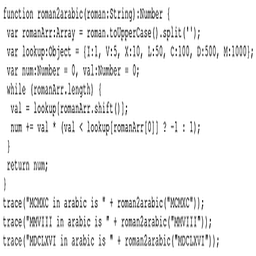 function roman2arabic(roman:String):Number {
var romanArr:Array = roman.toUpperCase().split('');
var lookup:Object = {I:1, V:5, X:10, L:50, C:100, D:500, M:1000};
var num:Number = 0, val:Number = 0;
while (romanArr.length) {
val = lookup[romanArr.shift()];
num += val * (val < lookup[romanArr[0]] ? -1 : 1);
}
return num;
}
trace("MCMXC in arabic is " + roman2arabic("MCMXC"));
trace("MMVIII in arabic is " + roman2arabic("MMVIII"));
trace("MDCLXVI in arabic is " + roman2arabic("MDCLXVI"));